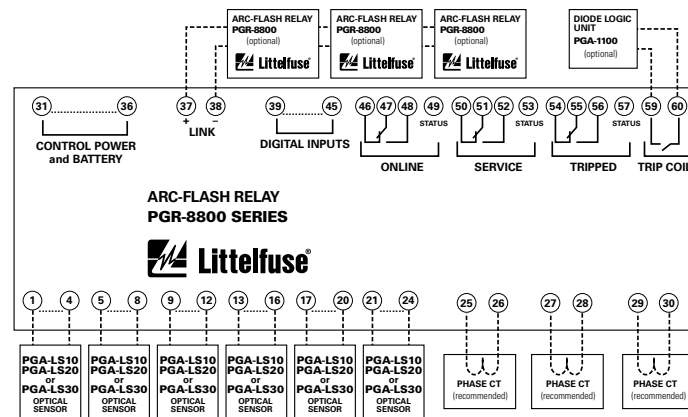 ARC-FLASH RELAY
PGR-8800
(optional)
Littelfuse
ARC-FLASH RELAY
PGR-8800
(optional)
Littelfuse
ARC-FLASH RELAY
PGR-8800
(optional)
Littelfuse
DIODE LOGIC
UNIT
PGA-1100
(optional)
31 36 37 38 39 45 46 47 48 49 50 51 52 53 54 55 56 57 59 60
+ –
LINK
CONTROL POWER
and BATTERY
DIGITAL INPUTS
STATUS
ONLINE
STATUS
SERVICE
STATUS
TRIPPED
TRIP COIL
ARC-FLASH RELAY
PGR-8800 SERIES
Littelfuse®
1 4 5 8 9 12 13 16 17 20 21 24 25 26 27 28 29 30
PGA-LS10
PGA-LS20
or
PGA-LS30
OPTICAL
SENSOR
PGA-LS10
PGA-LS20
or
PGA-LS30
OPTICAL
SENSOR
PGA-LS10
PGA-LS20
or
PGA-LS30
OPTICAL
SENSOR
PGA-LS10
PGA-LS20
or
PGA-LS30
OPTICAL
SENSOR
PGA-LS10
PGA-LS20
or
PGA-LS30
OPTICAL
SENSOR
PGA-LS10
PGA-LS20
or
PGA-LS30
OPTICAL
SENSOR
PHASE CT
(recommended)
PHASE CT
(recommended)
PHASE CT
(recommended)